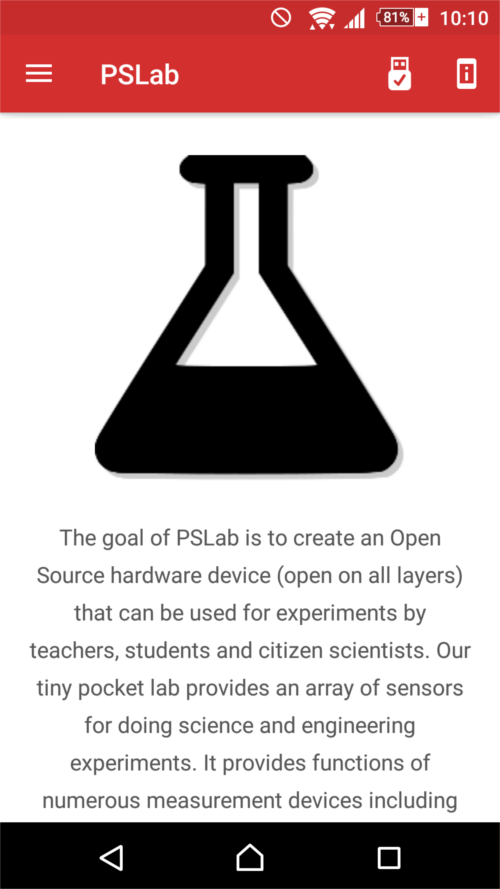 81% 10:10
PSLab
The goal of PSLab is to create an Open
Source hardware device (open on all layers)
that can be used for experiments by
teachers, students and citizen scientists. Our
tiny pocket lab provides an array of sensors
for doing science and engineering
experiments. It provides functions of
numerous measurement devices including